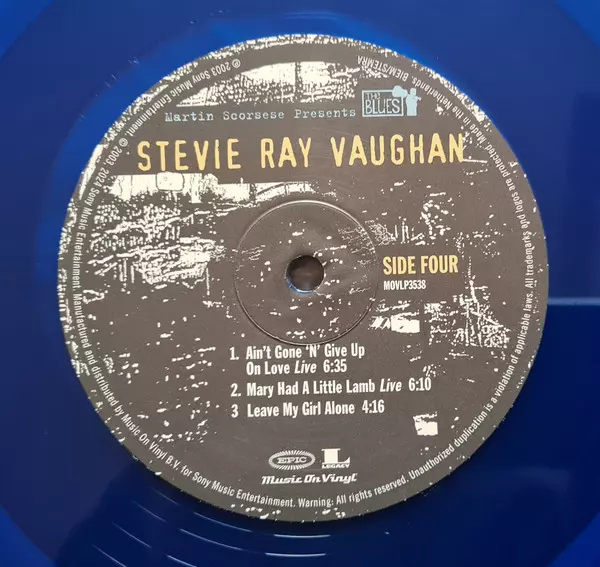 Martin Scorsese Presents
THE
BLUES
STEVIE RAY VAUGHAN
SIDE FOUR
MOVLP3538
1. Ain't Gone 'N' Give Up
On Love Live 6:35
2. Mary Had A Little Lamb Live 6:10
3 Leave My Girl Alone 4:16
EPIC
L
LEGACY
Music On Vinyl
℗ 2003 Sony Music Entertainment. © 2003, 2022 Sony Music Entertainment. Manufactured and distributed by Music On Vinyl B.V. for Sony Music Entertainment. Warning: All rights reserved. Unauthorized duplication is a violation of applicable laws. All trademarks and logos are protected. Made in the Netherlands. BIEM/STEMRA